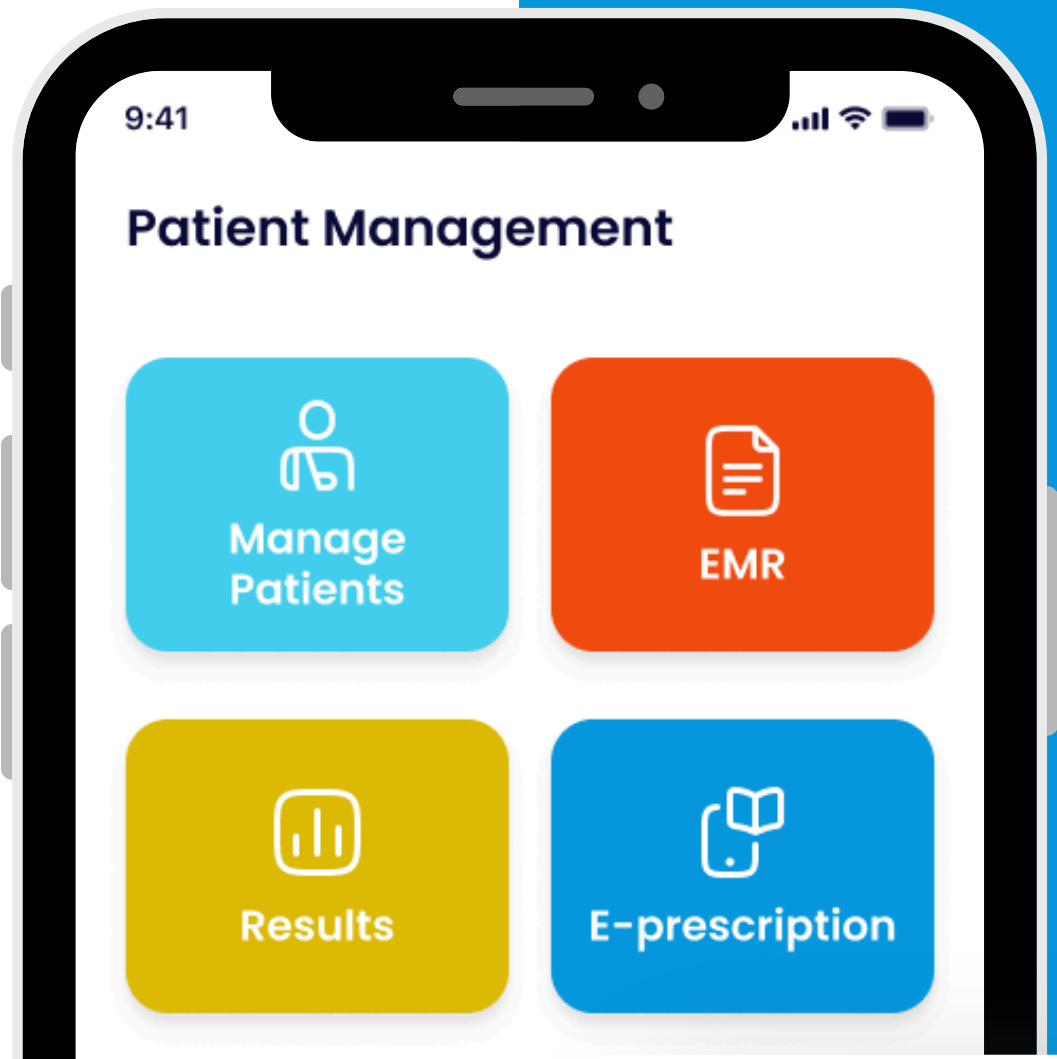 9:41
Patient Management
Manage
Patients
EMR
Results
E-prescription